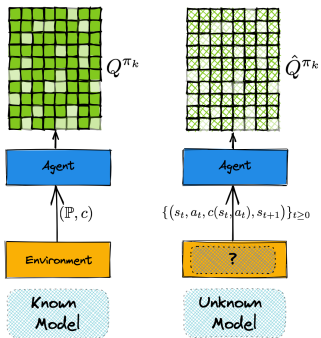 Q^{π_k}
Agent
(ℙ, c)
Environment
Known
Model
Q̂^{π_k}
Agent
{(s_t, a_t, c(s_t, a_t), s_{t+1})}_{t≥0}
?
Unknown
Model